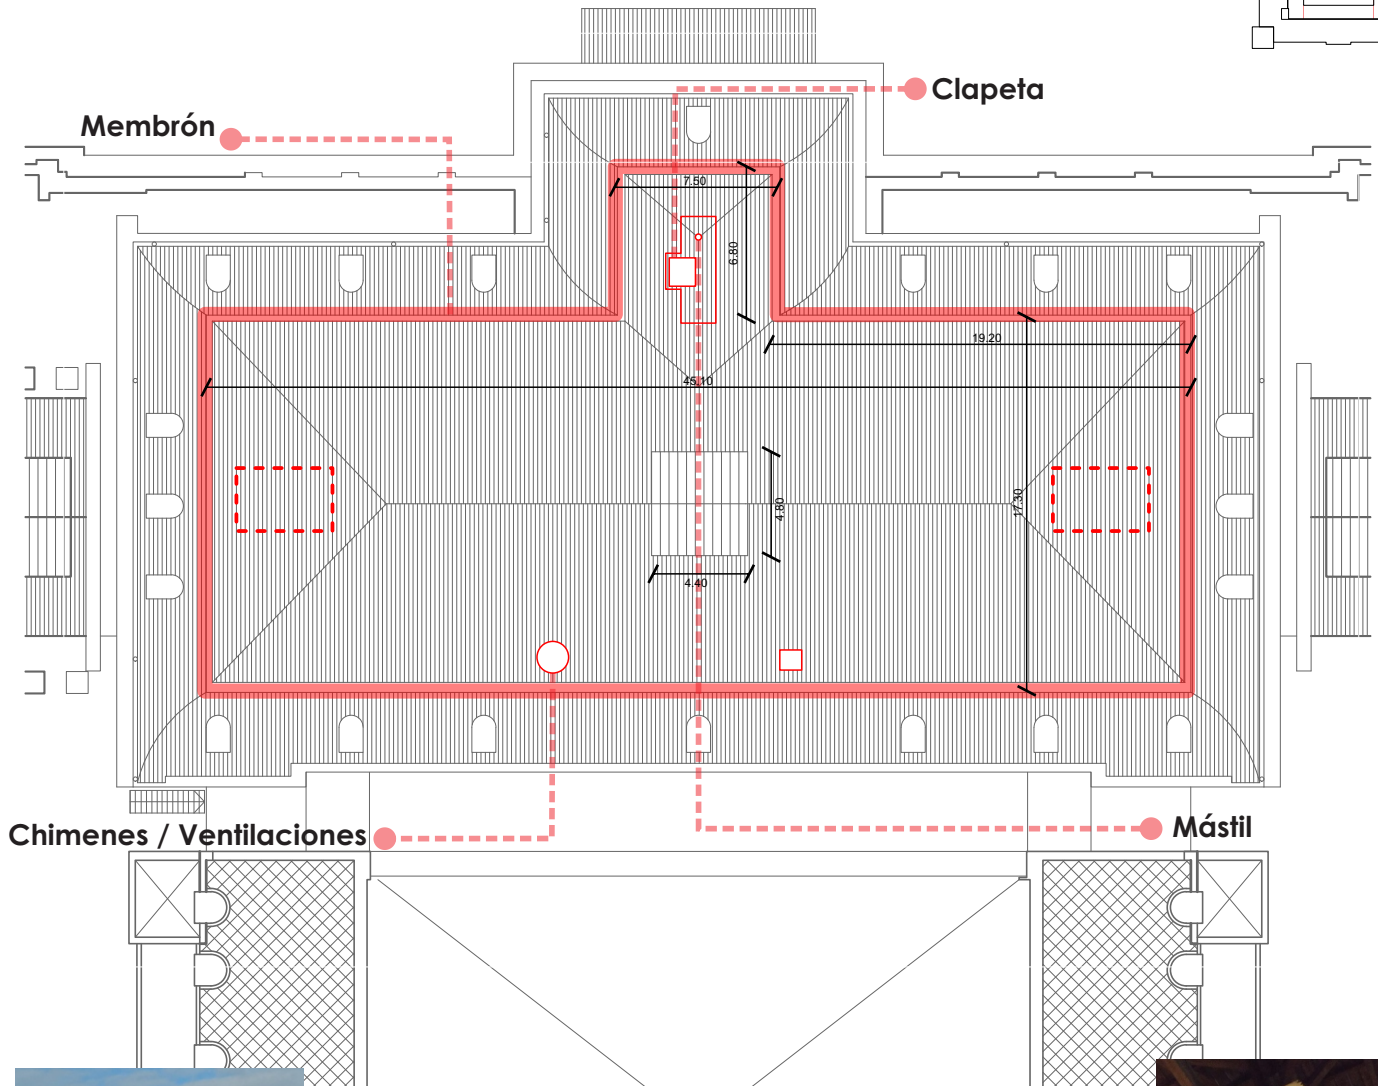 Clapeta
Membrón
7.50
6.80
19.20
45.10
4.80
17.30
4.40
Chimenes / Ventilaciones
Mástil